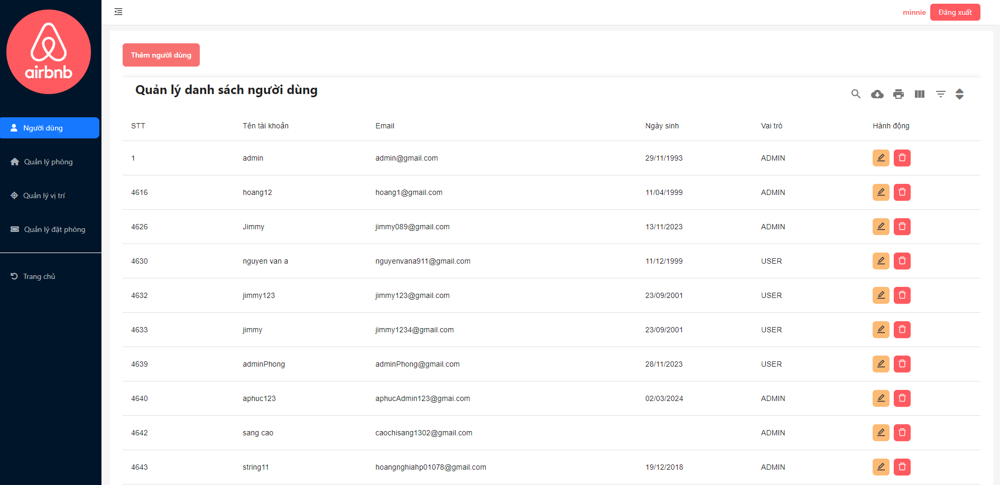 airbnb
minnie Đăng xuất
Người dùng
Quản lý phòng
Quản lý vị trí
Quản lý đặt phòng
Trang chủ
Thêm người dùng
Quản lý danh sách người dùng
STT Tên tài khoản Email Ngày sinh Vai trò Hành động
1 admin admin@gmail.com 29/11/1993 ADMIN
4616 hoang12 hoang1@gmail.com 11/04/1999 ADMIN
4626 Jimmy jimmy089@gmail.com 13/11/2023 ADMIN
4630 nguyen van a nguyenvana911@gmail.com 11/12/1999 USER
4632 jimmy123 jimmy123@gmail.com 23/09/2001 USER
4633 jimmy jimmy1234@gmail.com 23/09/2001 USER
4639 adminPhong adminPhong@gmail.com 28/11/2023 USER
4640 aphuc123 aphucAdmin123@gmai.com 02/03/2024 ADMIN
4642 sang cao caochisang1302@gmail.com ADMIN
4643 string11 hoangnghiahp01078@gmail.com 19/12/2018 ADMIN